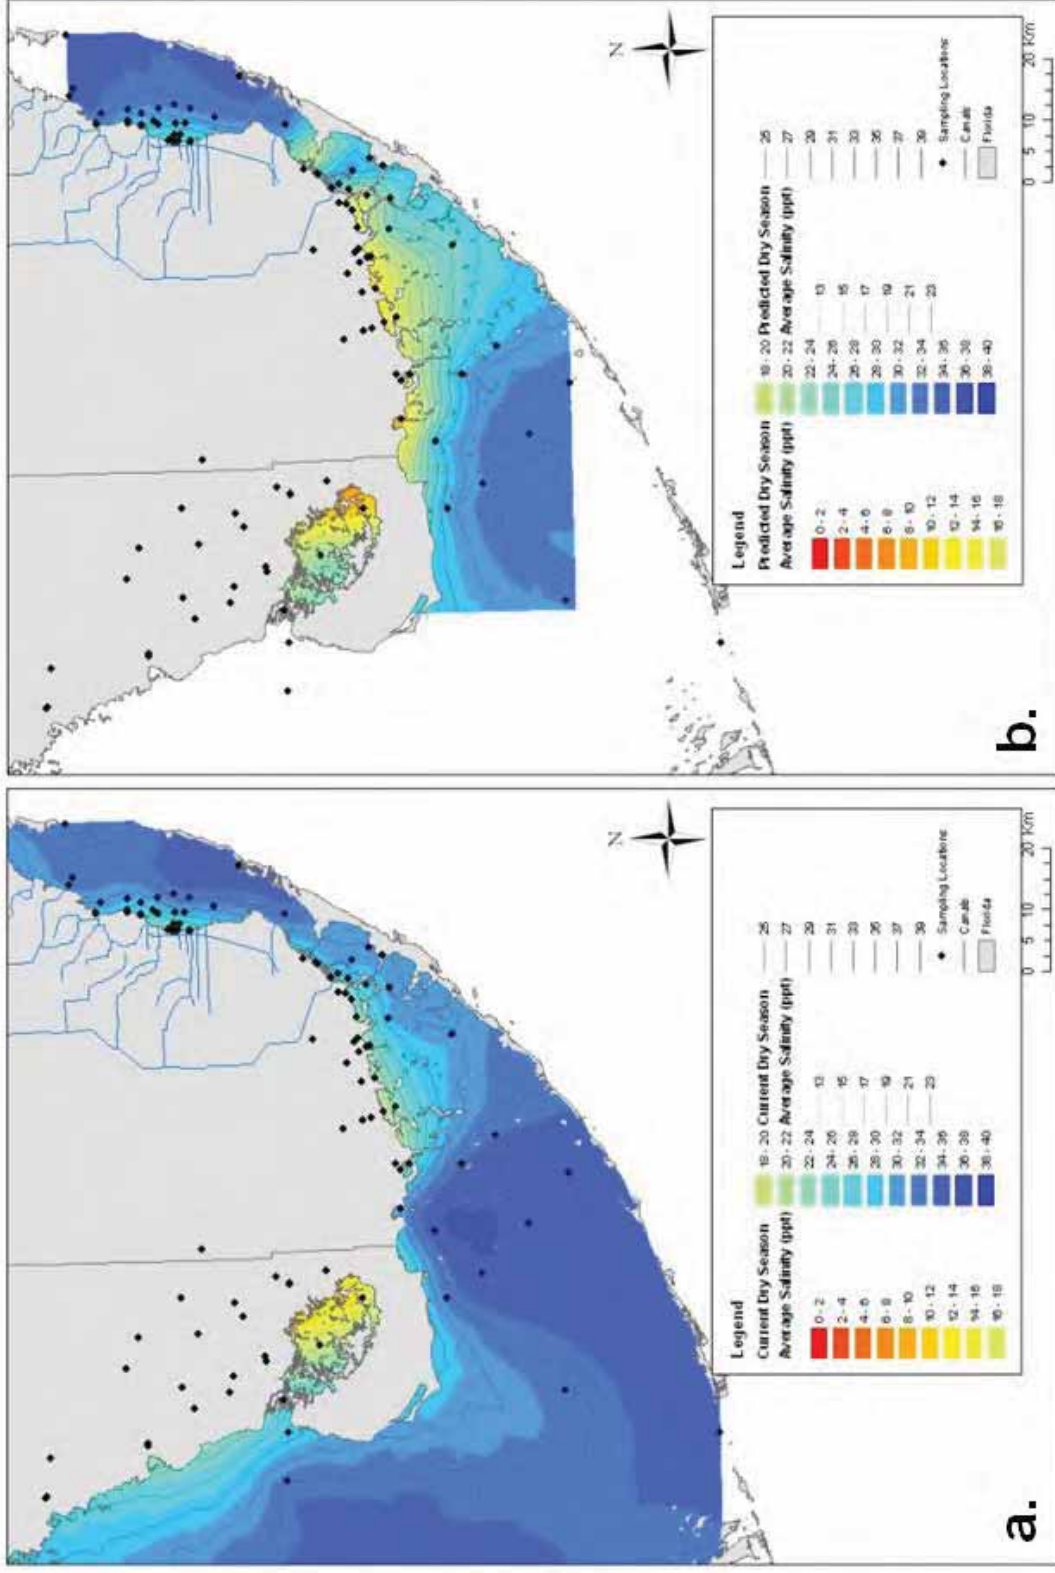 a.
N
Legend
Current Dry Season
Average Salinity (ppt)
0 - 2
2 - 4
4 - 6
6 - 8
8 - 10
10 - 12
12 - 14
14 - 16
16 - 18
18 - 20
20 - 22
22 - 24
24 - 26
26 - 28
28 - 30
30 - 32
32 - 34
34 - 36
36 - 38
38 - 40
Current Dry Season
Average Salinity (ppt)
13
15
17
19
21
23
25
27
29
31
33
35
37
39
Sampling Locations
Canals
Florida
0 5 10 20 Km
b.
N
Legend
Predicted Dry Season
Average Salinity (ppt)
0 - 2
2 - 4
4 - 6
6 - 8
8 - 10
10 - 12
12 - 14
14 - 16
16 - 18
18 - 20
20 - 22
22 - 24
24 - 26
26 - 28
28 - 30
30 - 32
32 - 34
34 - 36
36 - 38
38 - 40
Predicted Dry Season
Average Salinity (ppt)
13
15
17
19
21
23
25
27
29
31
33
35
37
39
Sampling Locations
Canals
Florida
0 5 10 20 Km